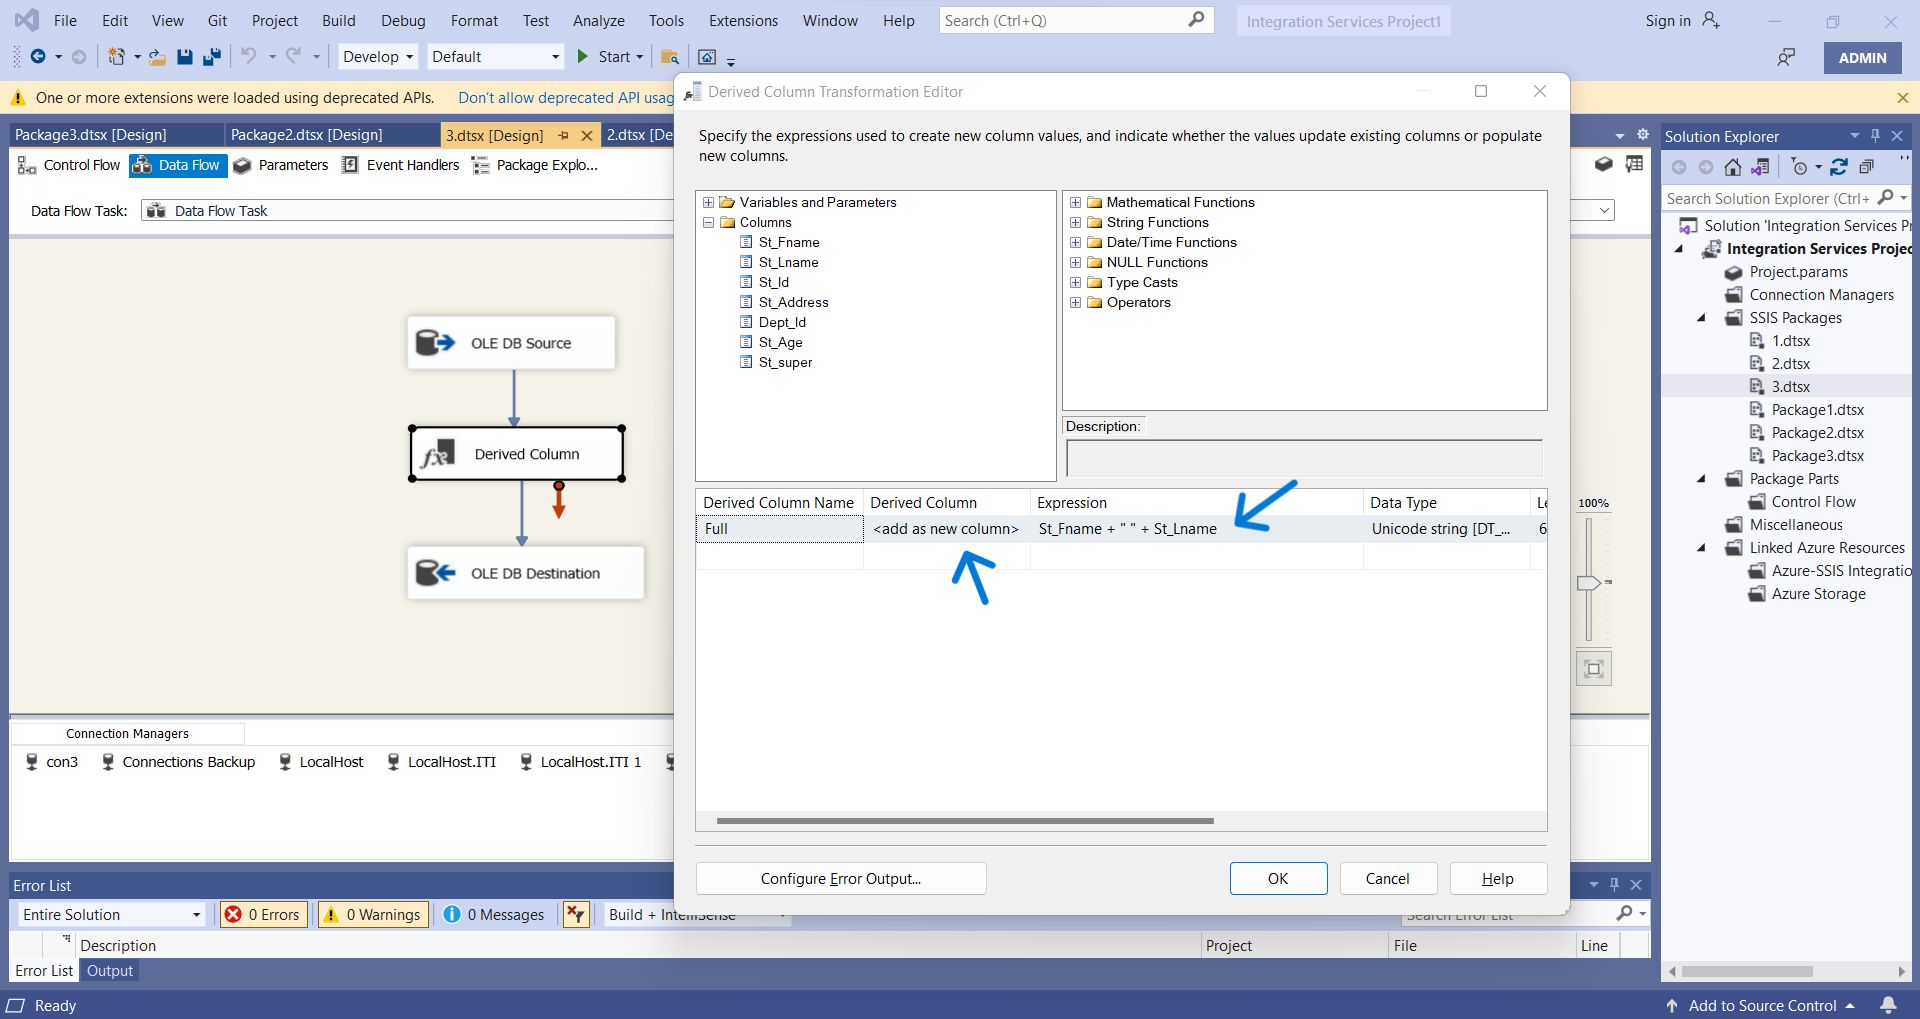 File Edit View Git Project Build Debug Format Test Analyze Tools Extensions Window Help Search (Ctrl+Q) Integration Services Project1 Sign in
Develop Default Start ADMIN
One or more extensions were loaded using deprecated APIs. Don't allow deprecated API usag
Package3.dtsx [Design] Package2.dtsx [Design] 3.dtsx [Design] 2.dtsx [De
Control Flow Data Flow Parameters Event Handlers Package Explo...
Data Flow Task: Data Flow Task
OLE DB Source
Derived Column
OLE DB Destination
Derived Column Transformation Editor
Specify the expressions used to create new column values, and indicate whether the values update existing columns or populate
new columns.
Variables and Parameters
Columns
St_Fname
St_Lname
St_Id
St_Address
Dept_Id
St_Age
St_super
Mathematical Functions
String Functions
Date/Time Functions
NULL Functions
Type Casts
Operators
Description:
Derived Column Name Derived Column Expression Data Type Le
Full <add as new column> St_Fname + " " + St_Lname Unicode string [DT_... 6
Configure Error Output... OK Cancel Help
100%
Solution Explorer
Search Solution Explorer (Ctrl+
Solution 'Integration Services Pr
Integration Services Projec
Project.params
Connection Managers
SSIS Packages
1.dtsx
2.dtsx
3.dtsx
Package1.dtsx
Package2.dtsx
Package3.dtsx
Package Parts
Control Flow
Miscellaneous
Linked Azure Resources
Azure-SSIS Integratio
Azure Storage
Connection Managers
con3 Connections Backup LocalHost LocalHost.ITI LocalHost.ITI 1
Error List
Entire Solution 0 Errors 0 Warnings 0 Messages Build + IntelliSense Search Error List
Description Project File Line
Error List Output
Ready Add to Source Control